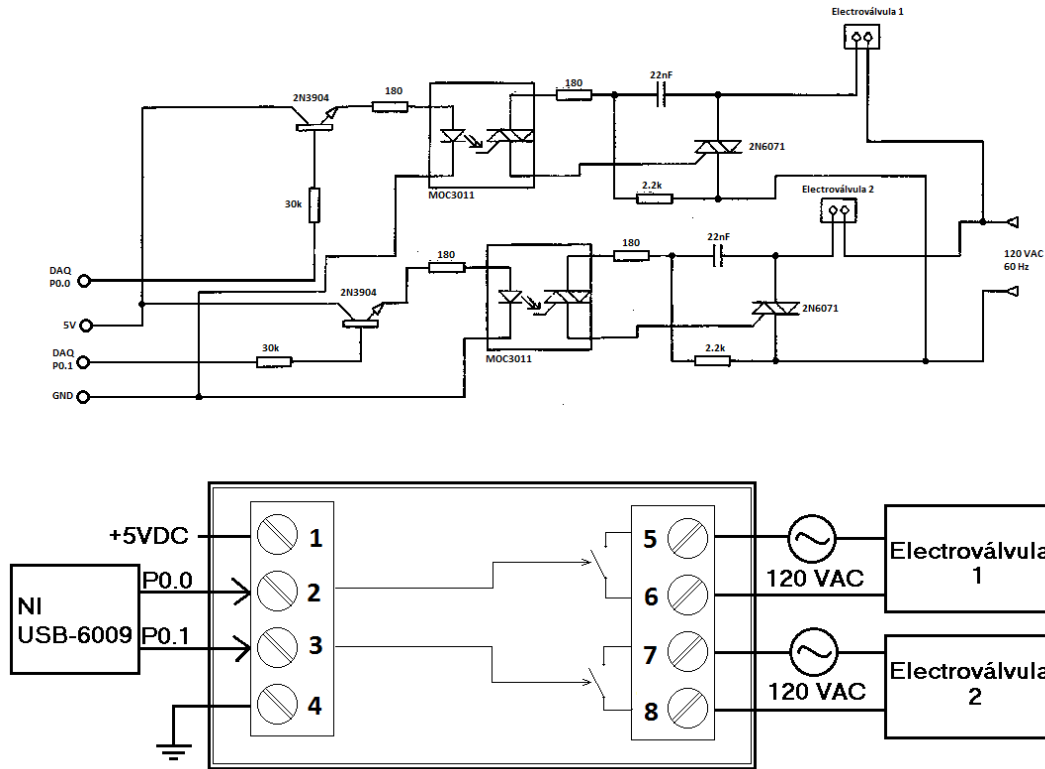 Electroválvula 1
2N3904
180
180
22nF
MOC3011
2N6071
30k
2.2k
Electroválvula 2
DAQ
P0.0
2N3904
180
180
22nF
120 VAC
60 Hz
5V
2N6071
DAQ
P0.1
30k
MOC3011
2.2k
GND
+5VDC
1
5
Electroválvula
1
120 VAC
NI
USB-6009
P0.0
2
6
P0.1
3
7
Electroválvula
2
120 VAC
4
8